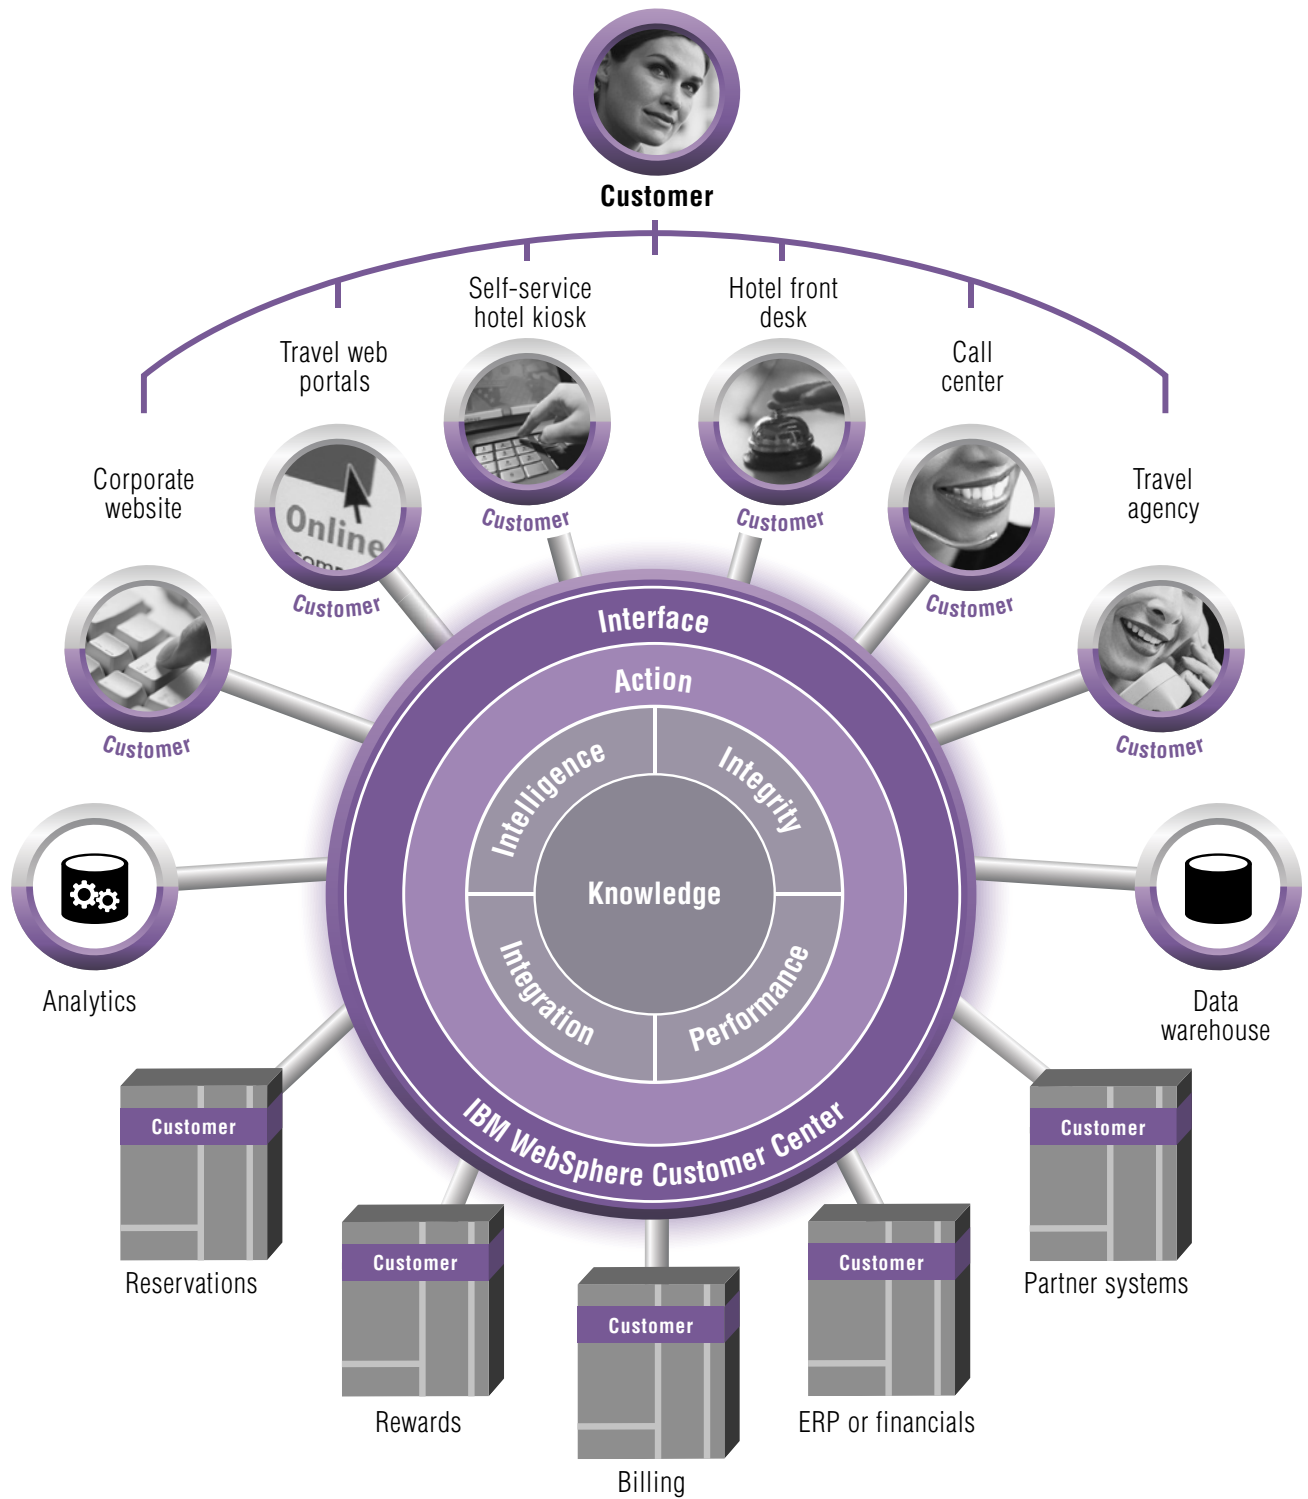 Customer
Self-service
hotel kiosk
Hotel front
desk
Travel web
portals
Call
center
Corporate
website
Travel
agency
Online
Customer
Customer
Customer
Customer
Customer
Customer
Interface
Action
Intelligence
Integrity
Knowledge
Integration
Performance
IBM WebSphere Customer Center
Analytics
Data
warehouse
Customer
Reservations
Customer
Partner systems
Customer
Rewards
Customer
ERP or financials
Customer
Billing